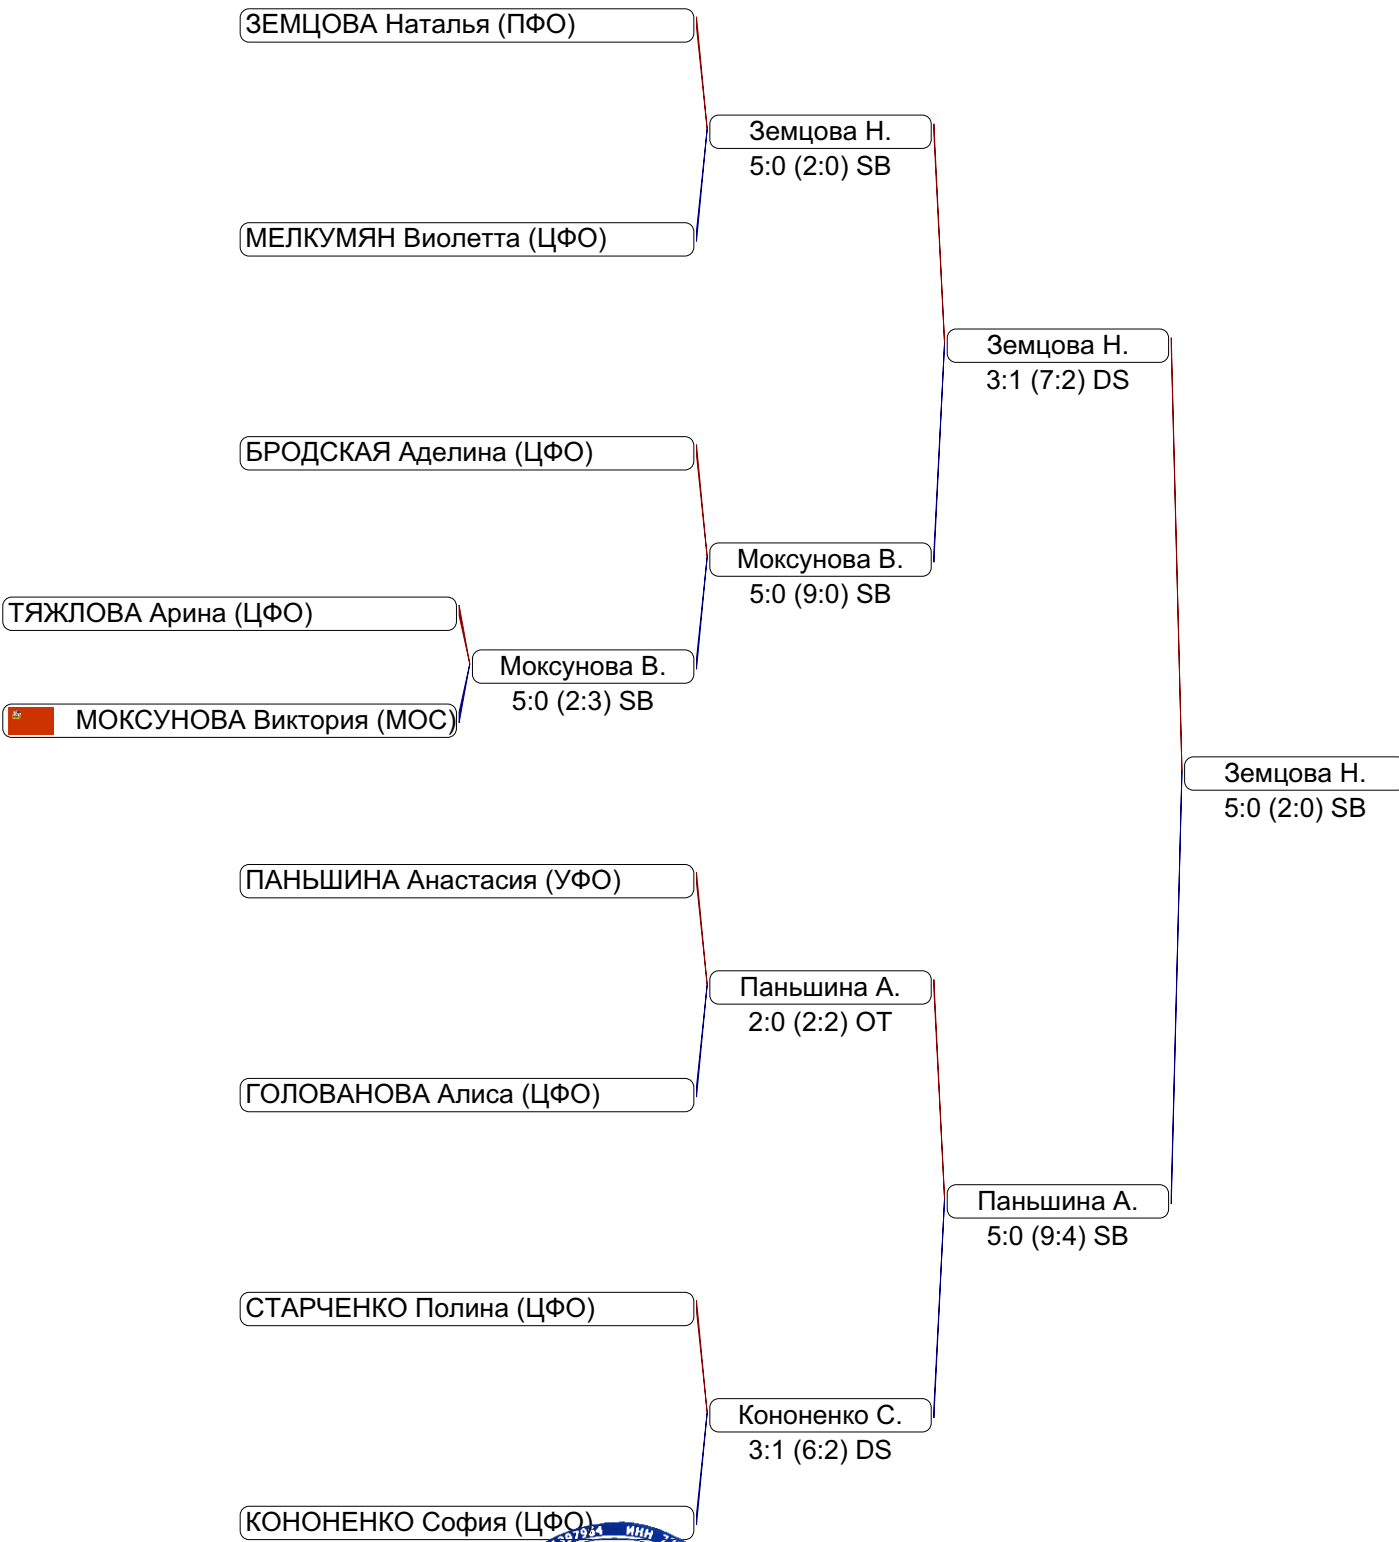 ЗЕМЦОВА Наталья (ПФО)
Земцова Н.
5:0 (2:0) SB
МЕЛКУМЯН Виолетта (ЦФО)
Земцова Н.
3:1 (7:2) DS
БРОДСКАЯ Аделина (ЦФО)
Моксунова В.
5:0 (9:0) SB
ТЯЖЛОВА Арина (ЦФО)
Моксунова В.
5:0 (2:3) SB
МОКСУНОВА Виктория (МОС)
Земцова Н.
5:0 (2:0) SB
ПАНЬШИНА Анастасия (УФО)
Паньшина А.
2:0 (2:2) OT
ГОЛОВАНОВА Алиса (ЦФО)
Паньшина А.
5:0 (9:4) SB
СТАРЧЕНКО Полина (ЦФО)
Кононенко С.
3:1 (6:2) DS
КОНОНЕНКО София (ЦФО)
ИНН